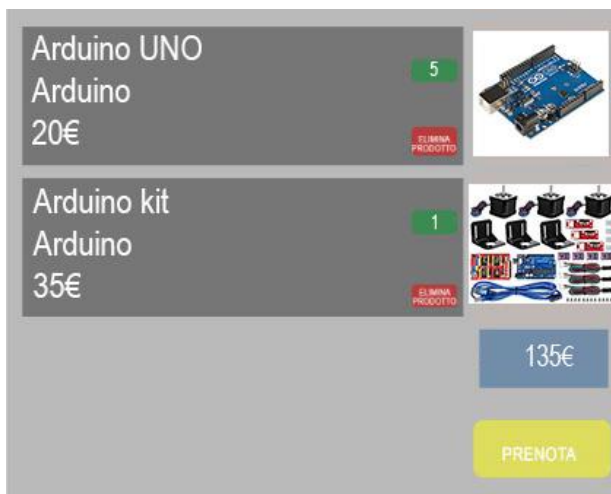 Arduino UNO
Arduino
20€
5
ELIMINA
PRODOTTO
Arduino kit
Arduino
35€
1
ELIMINA
PRODOTTO
135€
PRENOTA